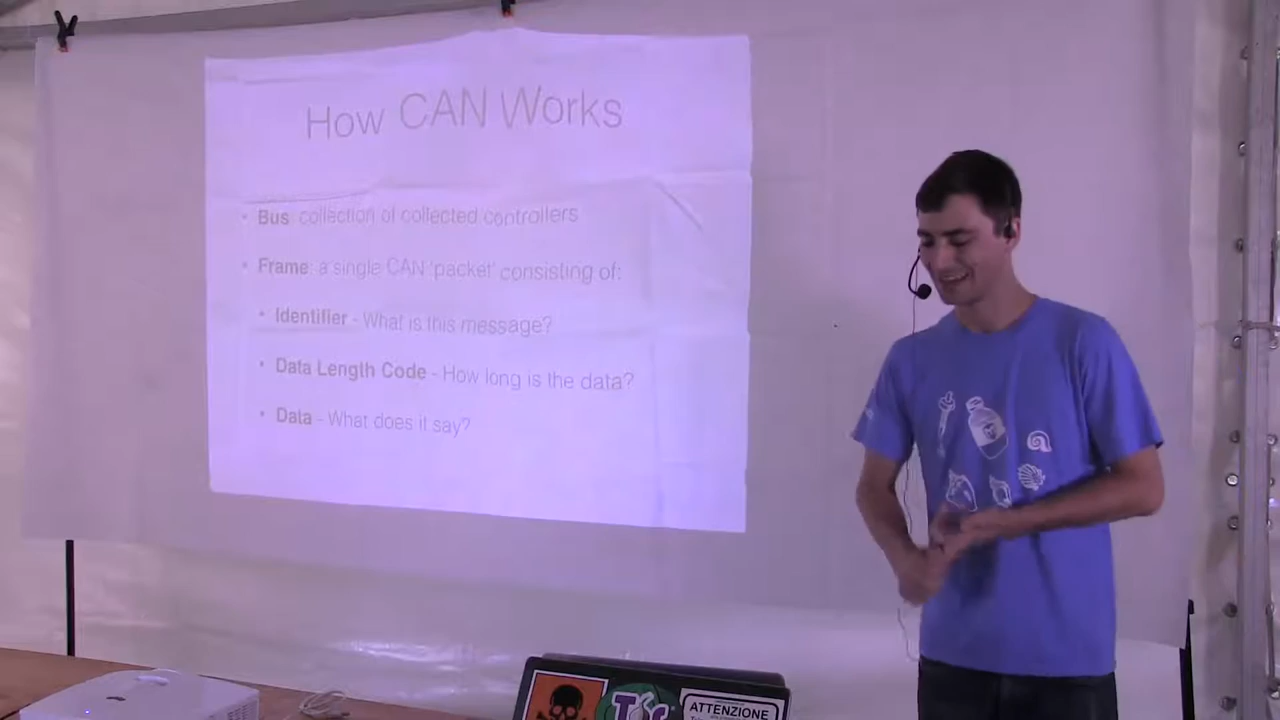 How CAN Works
• Bus: collection of collected controllers
• Frame: a single CAN 'packet' consisting of:
• Identifier - What is this message?
• Data Length Code - How long is the data?
• Data - What does it say?
ATTENZIONE